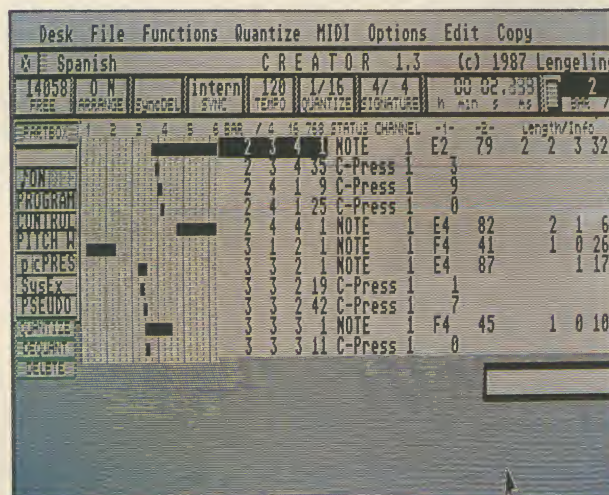 Desk File Functions Quantize MIDI Options Edit Copy
Spanish CREATOR 1.3 (c) 1987 Lengeling
14058 ON intern 120 1/16 4/ 4 00 02.333 2
FREE ARRANGE SyncDEL SYNC TEMPO QUANTIZE SIGNATURE h min s ms BAR
PARTBOX 1 2 3 4 5 6 BAR / 4 16 768 STATUS CHANNEL -1- -2- Length/Info
2 3 4 1 NOTE 1 E2 79 2 2 3 32
2 3 4 35 C-Press 1 3
2 4 1 9 C-Press 1 9
PROGRAM 2 4 1 25 C-Press 1 0
2 4 4 1 NOTE 1 E4 82 2 1 6
PITCH W 3 1 2 1 NOTE 1 F4 41 1 0 26
3 3 2 1 NOTE 1 E4 87 1 17
SysEx 3 3 2 19 C-Press 1 1
PSEUDO 3 3 2 42 C-Press 1 7
QUANTIZE 3 3 3 1 NOTE 1 F4 45 1 0 10
DEQUANT 3 3 3 11 C-Press 1 0
DELETE